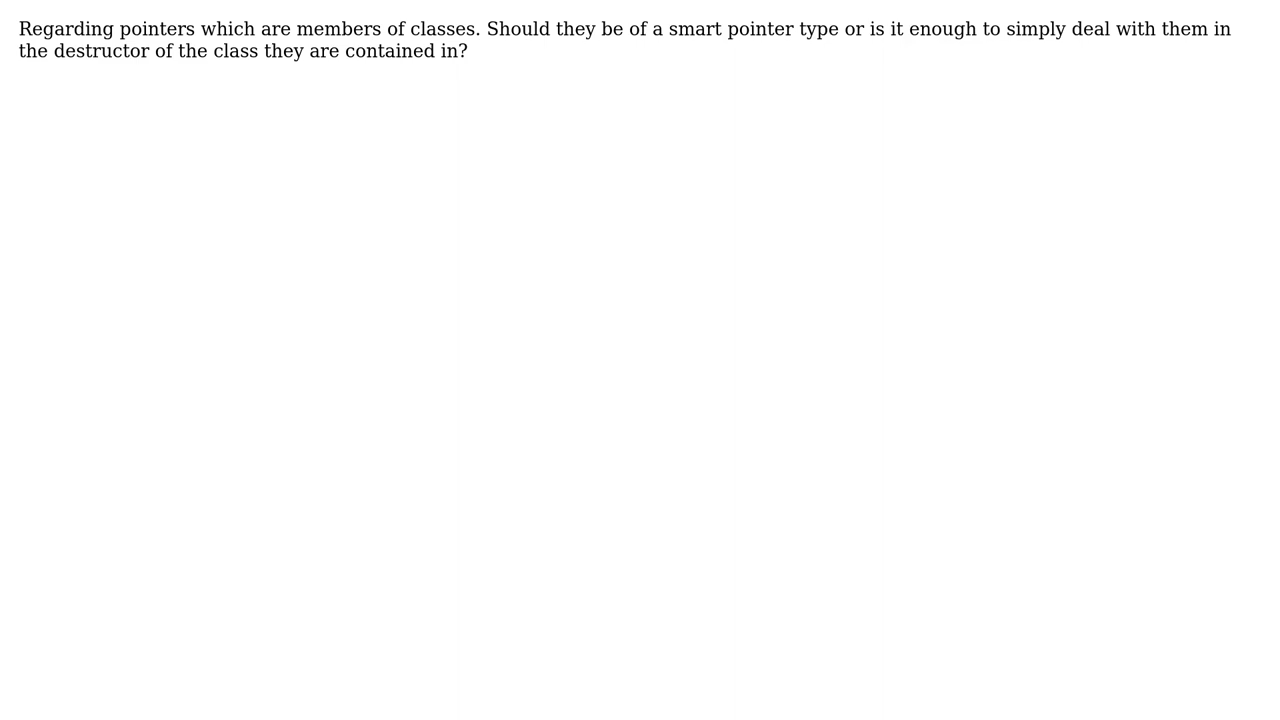 Regarding pointers which are members of classes. Should they be of a smart pointer type or is it enough to simply deal with them in
the destructor of the class they are contained in?